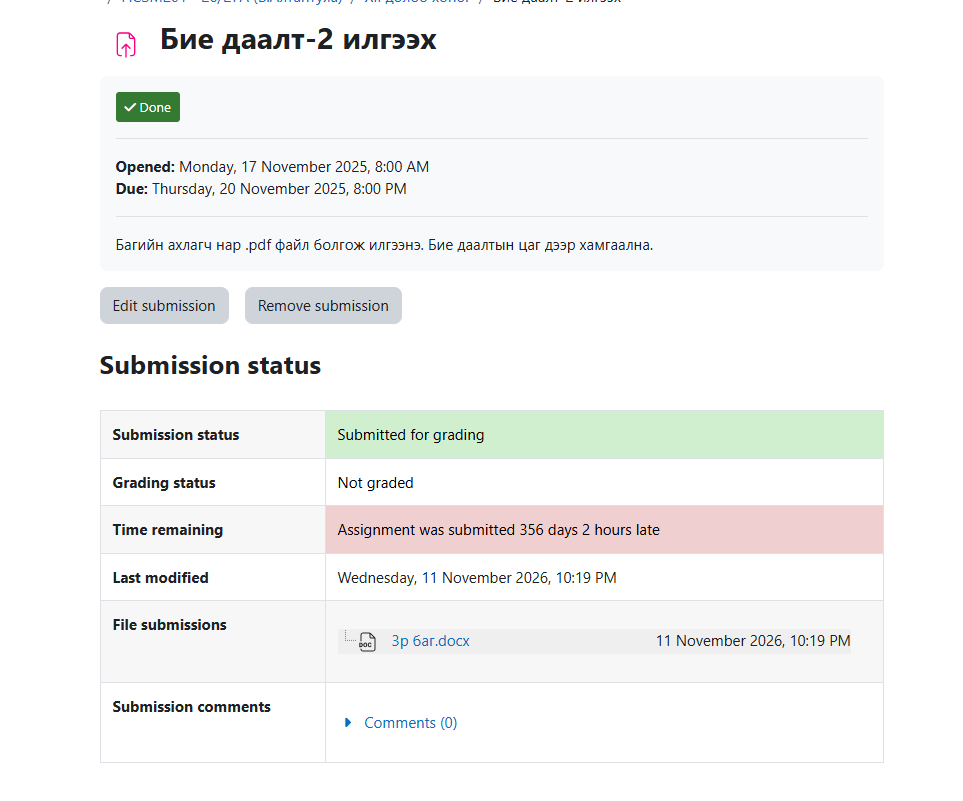 Бие даалт-2 илгээх
Done
Opened: Monday, 17 November 2025, 8:00 AM
Due: Thursday, 20 November 2025, 8:00 PM
Багийн ахлагч нар .pdf файл болгож илгээнэ. Бие даалтын цаг дээр хамгаална.
Edit submission Remove submission
Submission status
Submission status Submitted for grading
Grading status Not graded
Time remaining Assignment was submitted 356 days 2 hours late
Last modified Wednesday, 11 November 2026, 10:19 PM
File submissions
DOC 3р баг.docx 11 November 2026, 10:19 PM
Submission comments
Comments (0)